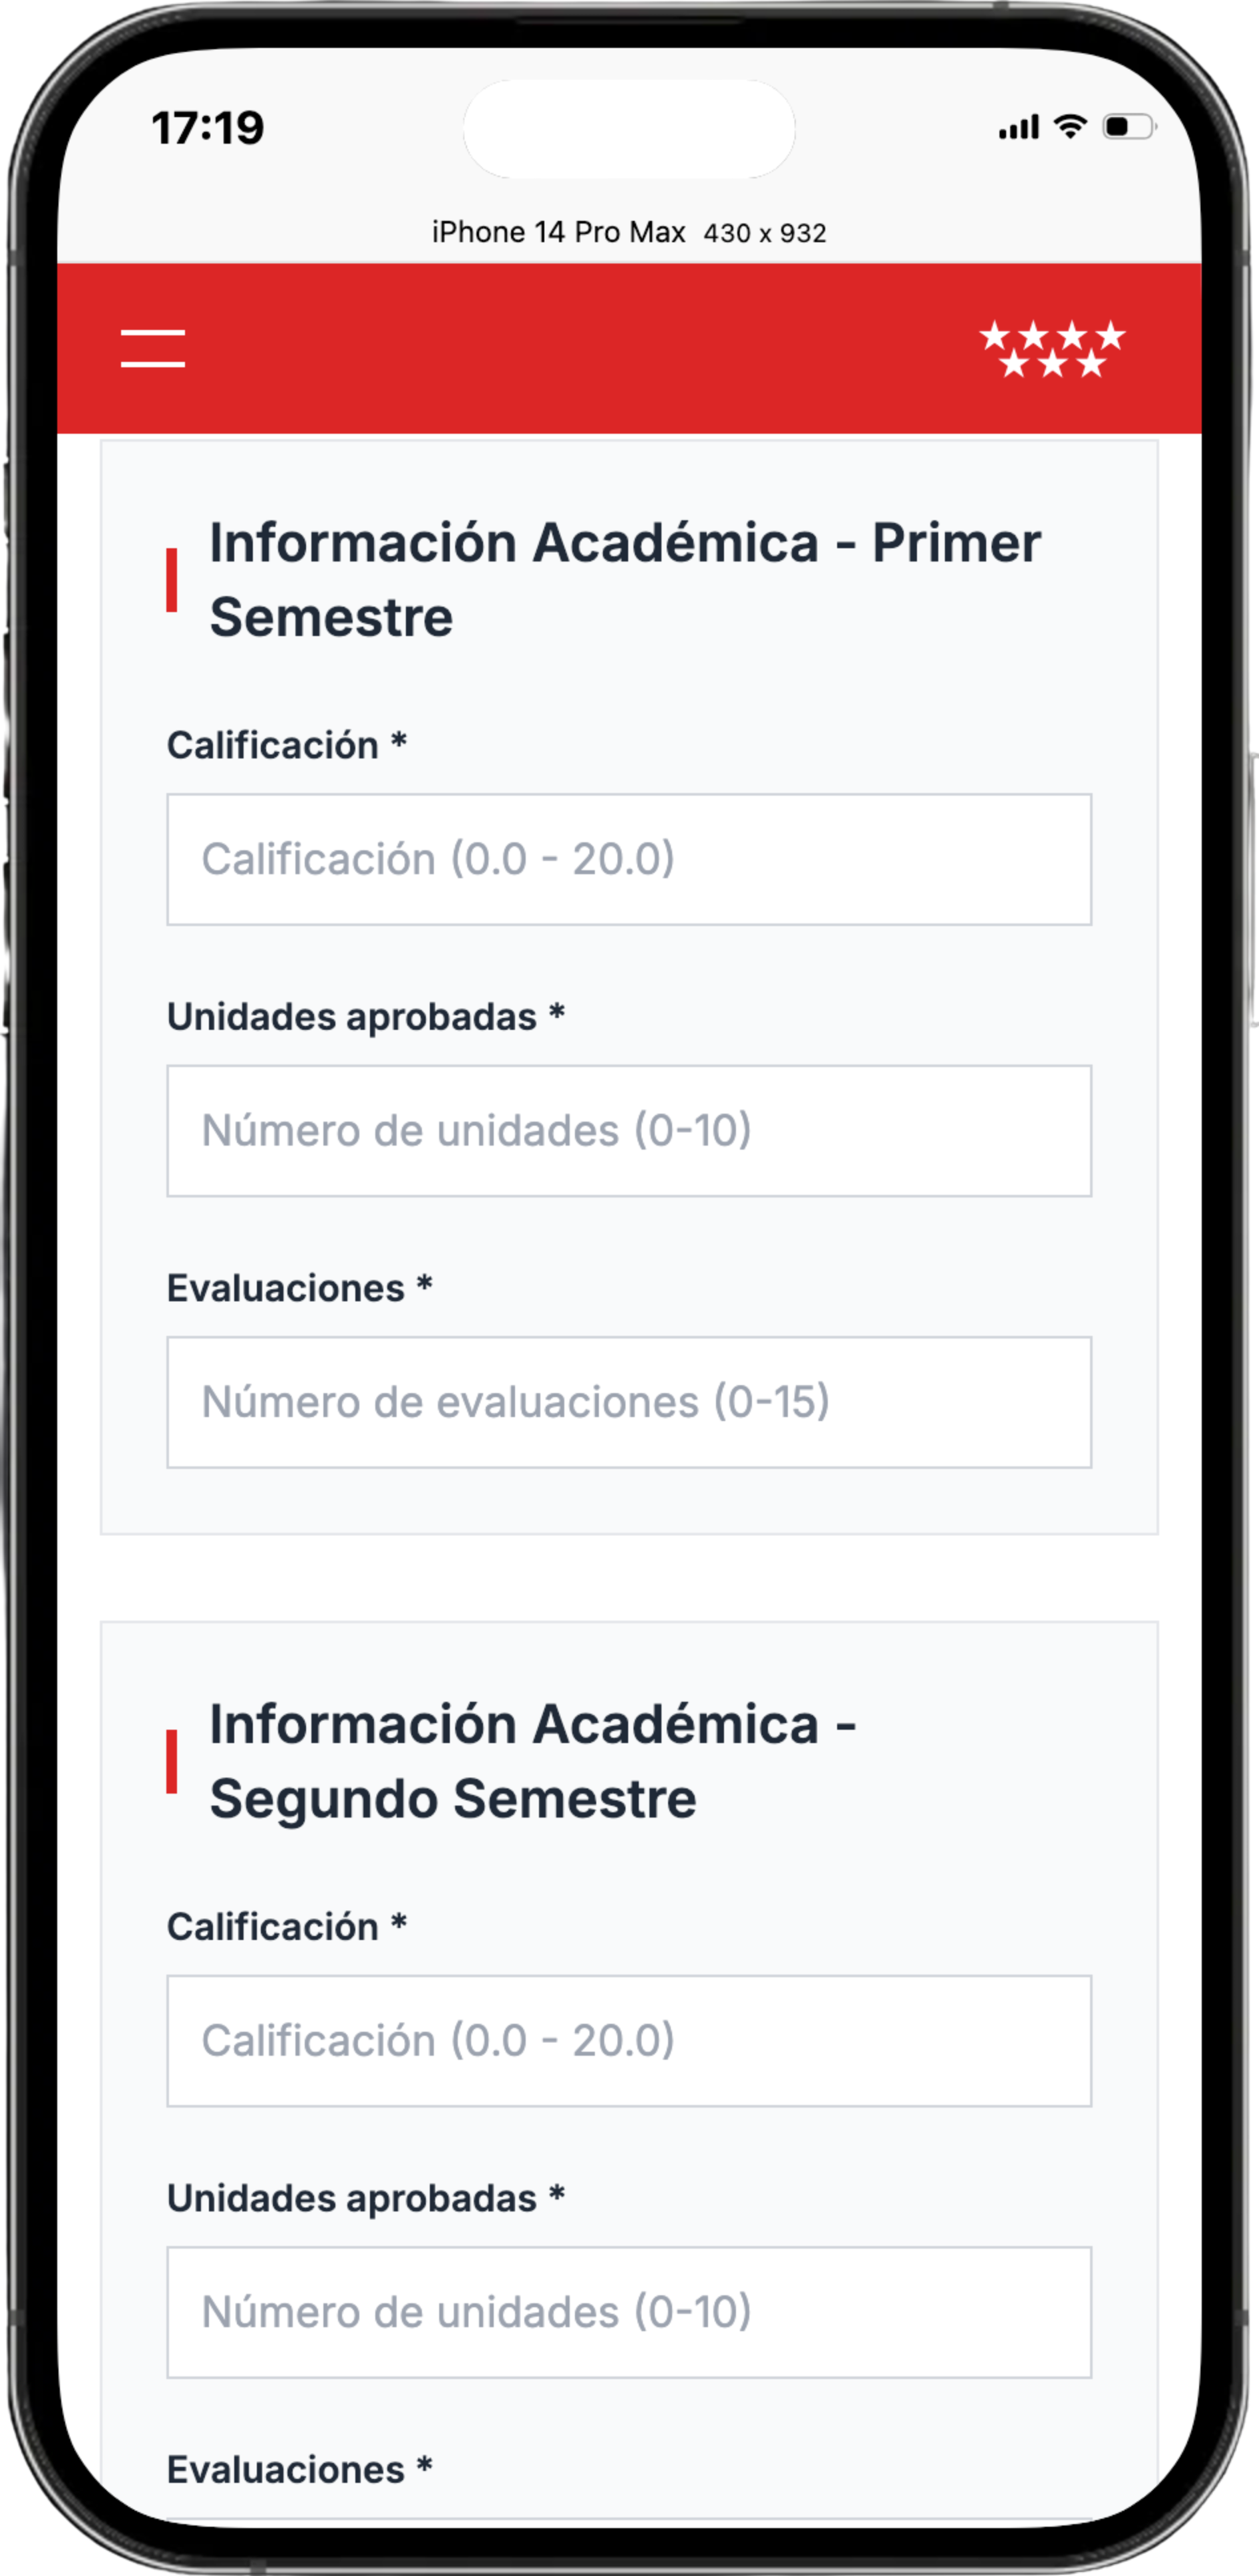 17:19
iPhone 14 Pro Max 430 x 932
Información Académica - Primer
Semestre
Calificación *
Calificación (0.0 - 20.0)
Unidades aprobadas *
Número de unidades (0-10)
Evaluaciones *
Número de evaluaciones (0-15)
Información Académica -
Segundo Semestre
Calificación *
Calificación (0.0 - 20.0)
Unidades aprobadas *
Número de unidades (0-10)
Evaluaciones *